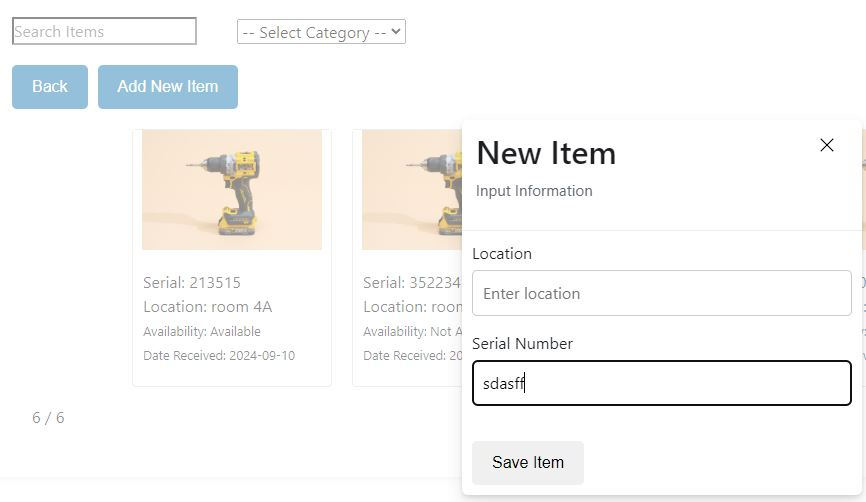 Search Items
-- Select Category --
Back
Add New Item
Serial: 213515
Location: room 4A
Availability: Available
Date Received: 2024-09-10
Serial: 352234
Location:
Availability: Not
Date Received:
6 / 6
New Item
Input Information
Location
Enter location
Serial Number
sdasff
Save Item